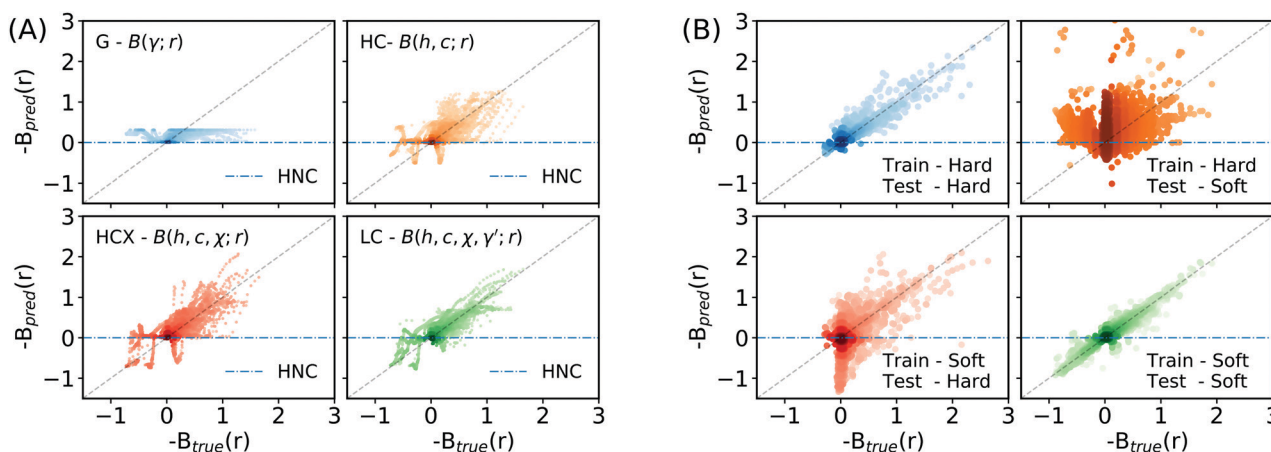 (A)
G - B(γ; r)
HNC
HC- B(h, c; r)
HNC
HCX - B(h, c, χ; r)
HNC
LC - B(h, c, χ, γ′; r)
HNC
-B_pred(r)
3
2
1
0
−1
-B_pred(r)
3
2
1
0
−1
−1
0
1
2
3
-B_true(r)
−1
0
1
2
3
-B_true(r)
(B)
Train - Hard
Test - Hard
Train - Hard
Test - Soft
Train - Soft
Test - Hard
Train - Soft
Test - Soft
-B_pred(r)
3
2
1
0
−1
-B_pred(r)
3
2
1
0
−1
−1
0
1
2
3
-B_true(r)
−1
0
1
2
3
-B_true(r)